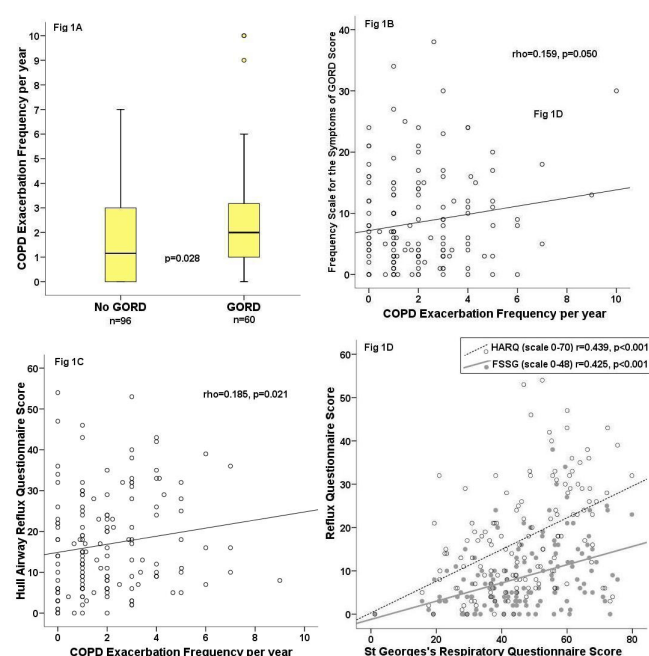 Fig 1A
COPD Exacerbation Frequency per year
10
9
8
7
6
5
4
3
2
1
0
p=0.028
No GORD
GORD
n=96
n=60
Fig 1B
Frequency Scale for the Symptoms of GORD Score
rho=0.159, p=0.050
Fig 1D
40
30
20
10
0
0 2 4 6 8 10
COPD Exacerbation Frequency per year
Fig 1C
Hull Airway Reflux Questionnaire Score
rho=0.185, p=0.021
60
50
40
30
20
10
0
0 2 4 6 8 10
COPD Exacerbation Frequency per year
Fig 1D
Reflux Questionnaire Score
HARQ (scale 0-70) r=0.439, p<0.001
FSSG (scale 0-48) r=0.425, p<0.001
60
50
40
30
20
10
0
0 20 40 60 80
St Georges's Respiratory Questionnaire Score